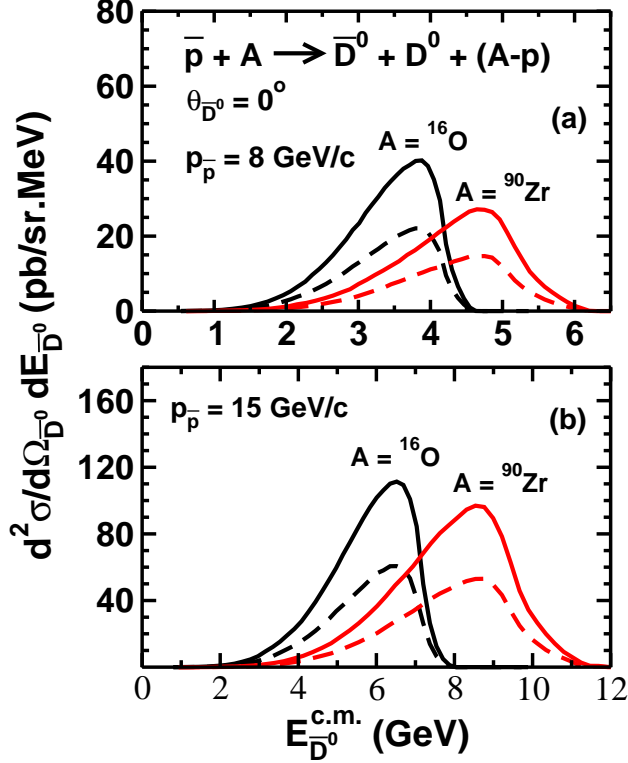 80
60
40
20
0
p̅ + A ⟶ D̅⁰ + D⁰ + (A-p)
θ_D̅⁰ = 0°
(a)
p_p̅ = 8 GeV/c
A = ¹⁶O
A = ⁹⁰Zr
0 1 2 3 4 5 6
d²σ/dΩ_D̅⁰ dE_D̅⁰ (pb/sr.MeV)
160
120
80
40
0
p_p̅ = 15 GeV/c
(b)
A = ¹⁶O
A = ⁹⁰Zr
0 2 4 6 8 10 12
E_D̅⁰^c.m. (GeV)